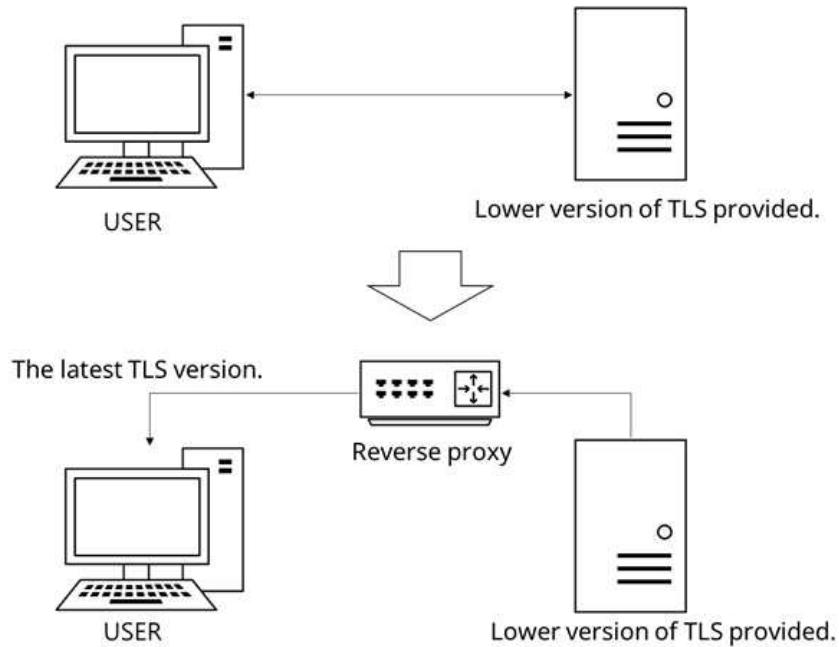 USER
Lower version of TLS provided.
The latest TLS version.
Reverse proxy
USER
Lower version of TLS provided.